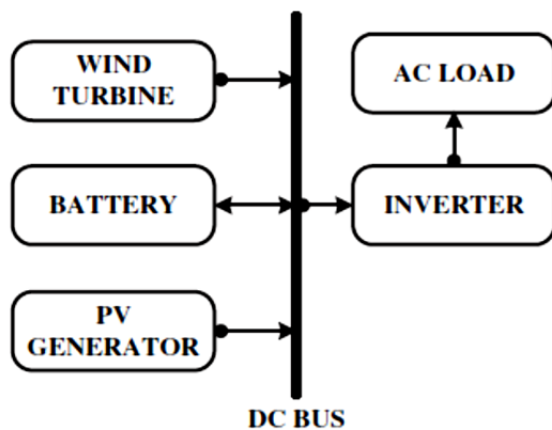 WIND
TURBINE
AC LOAD
BATTERY
INVERTER
PV
GENERATOR
DC BUS